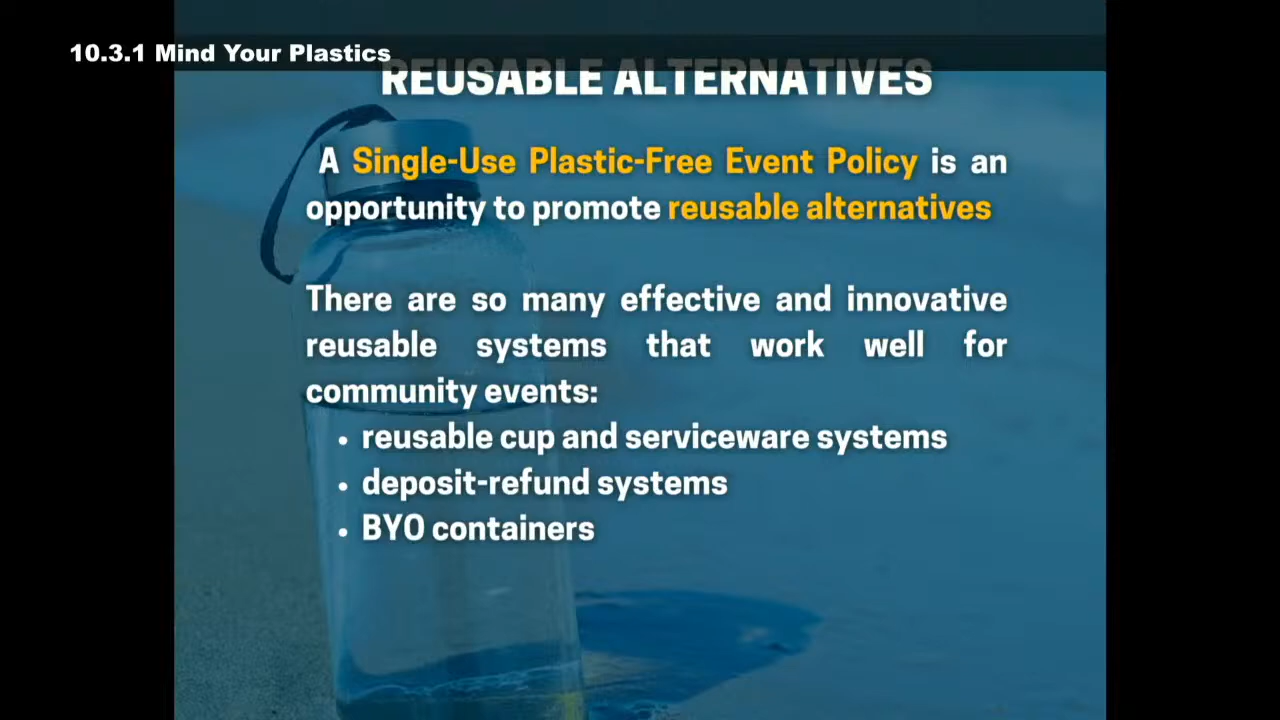 10.3.1 Mind Your Plastics
REUSABLE ALTERNATIVES
A Single-Use Plastic-Free Event Policy is an
opportunity to promote reusable alternatives
There are so many effective and innovative
reusable systems that work well for
community events:
• reusable cup and serviceware systems
• deposit-refund systems
• BYO containers